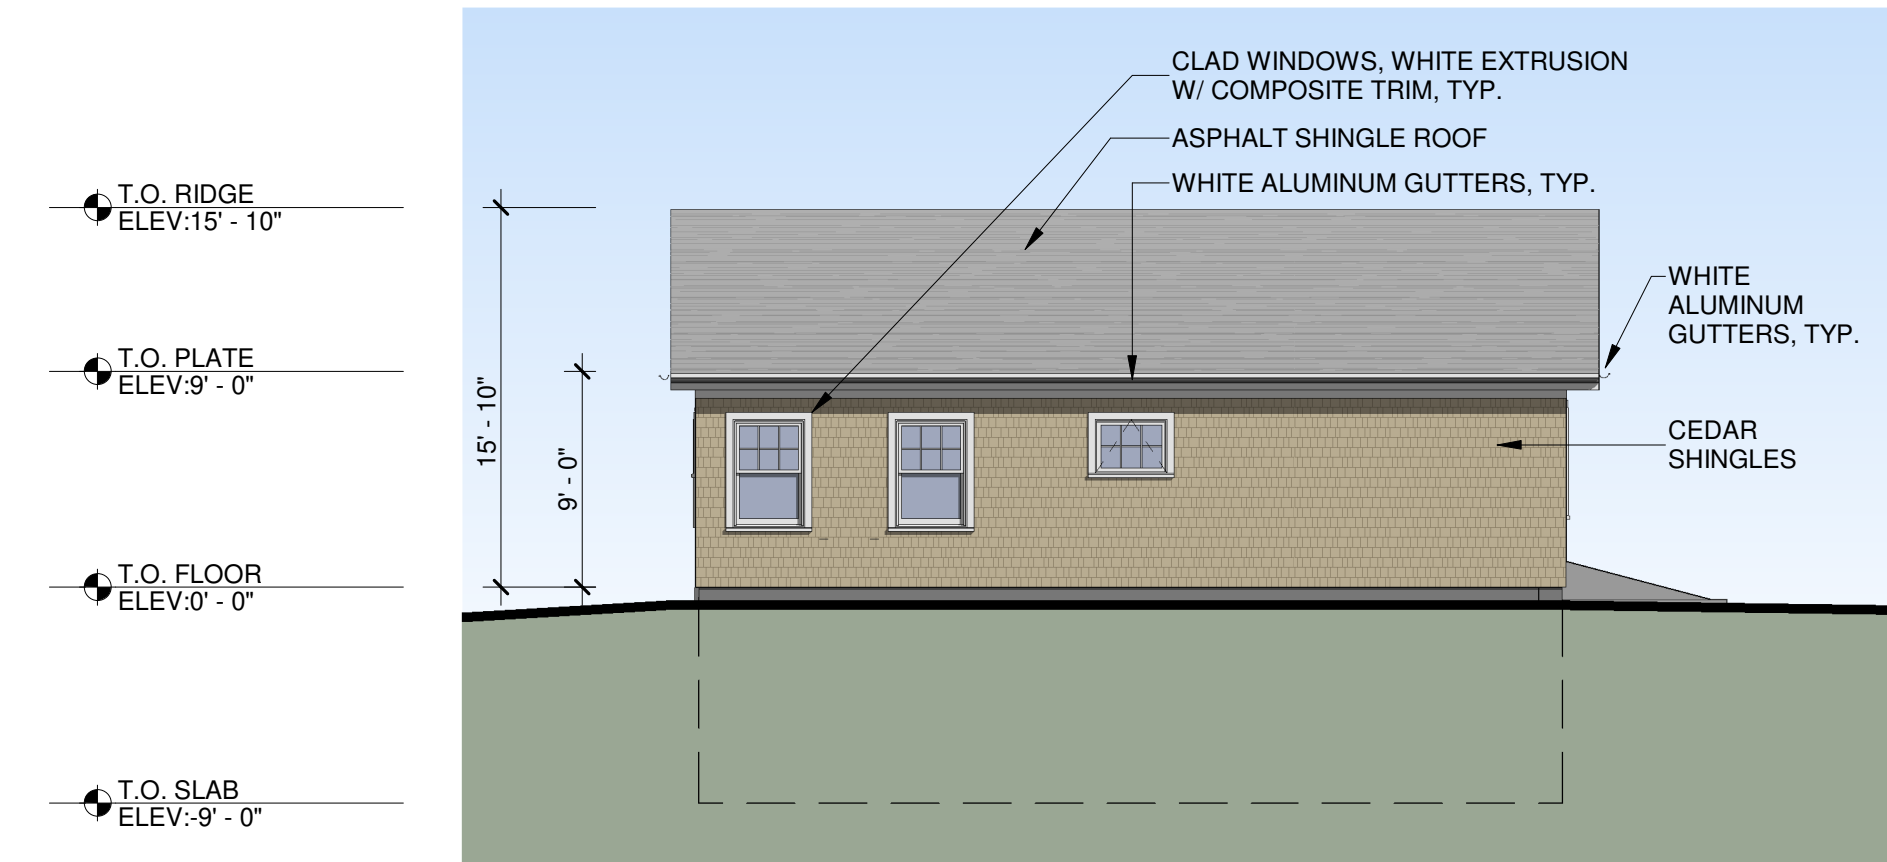 CLAD WINDOWS, WHITE EXTRUSION
W/ COMPOSITE TRIM, TYP.
ASPHALT SHINGLE ROOF
WHITE ALUMINUM GUTTERS, TYP.
T.O. RIDGE
ELEV:15' - 10"
WHITE
ALUMINUM
GUTTERS, TYP.
T.O. PLATE
ELEV:9' - 0"
15' - 10"
9' - 0"
CEDAR
SHINGLES
T.O. FLOOR
ELEV:0' - 0"
T.O. SLAB
ELEV:-9' - 0"